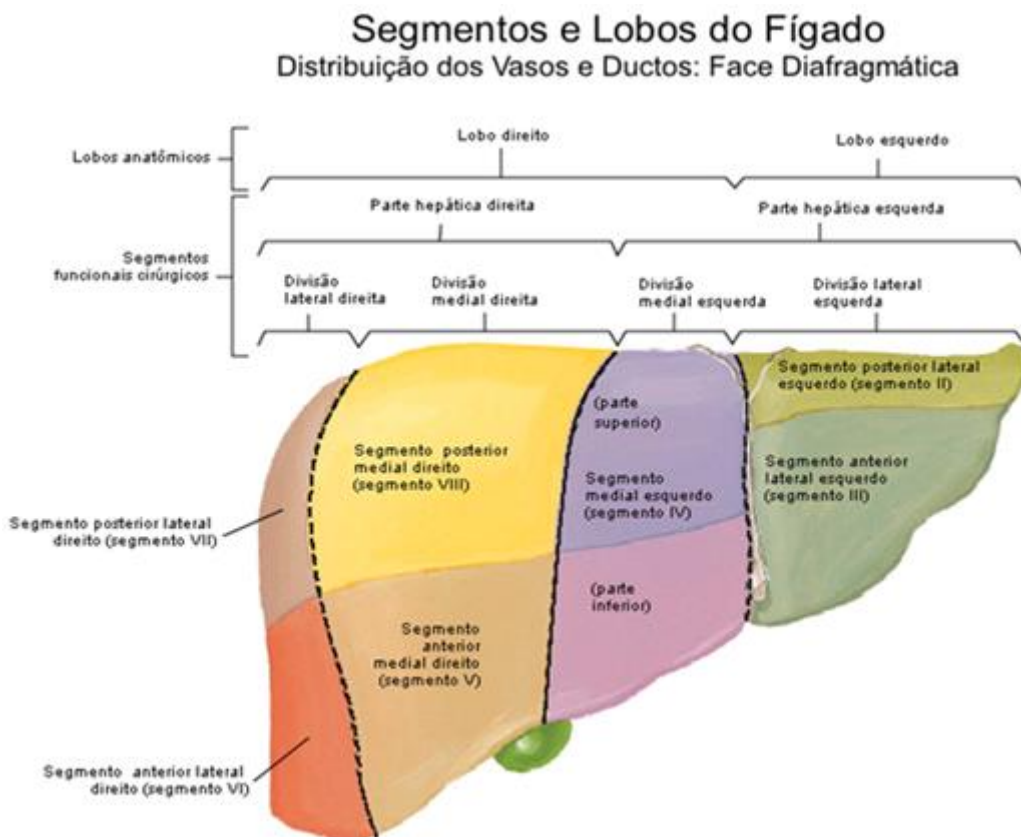 Segmentos e Lobos do Fígado
Distribuição dos Vasos e Ductos: Face Diafragmática
Lobos anatômicos
Lobo direito
Lobo esquerdo
Parte hepática direita
Parte hepática esquerda
Segmentos
funcionais cirúrgicos
Divisão
lateral direita
Divisão
medial direita
Divisão
medial esquerda
Divisão lateral
esquerda
Segmento posterior lateral
esquerdo (segmento II)
(parte
superior)
Segmento posterior
medial direito
(segmento VIII)
Segmento
medial esquerdo
(segmento IV)
Segmento anterior
lateral esquerdo
(segmento III)
Segmento posterior lateral
direito (segmento VII)
(parte
inferior)
Segmento
anterior
medial direito
(segmento V)
Segmento anterior lateral
direito (segmento VI)